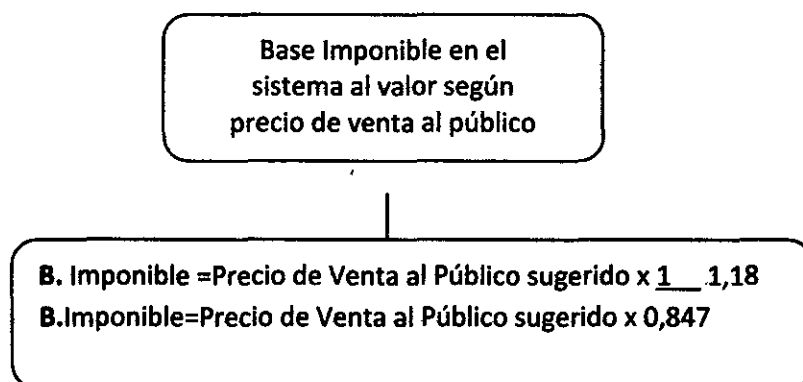 Base Imponible en el
sistema al valor según
precio de venta al público
B. Imponible =Precio de Venta al Público sugerido x 1 1,18
B.Imponible=Precio de Venta al Público sugerido x 0,847